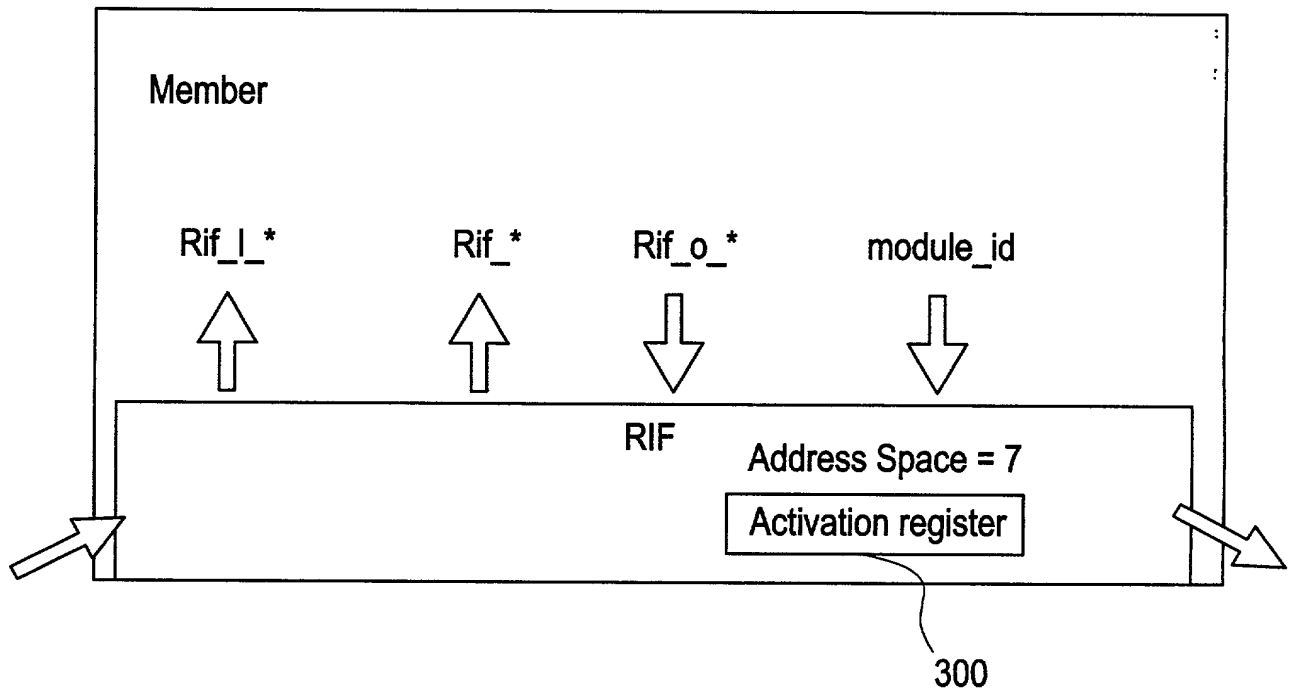 Member
Rif_I_* Rif_* Rif_o_* module_id
RIF
Address Space = 7
Activation register
300